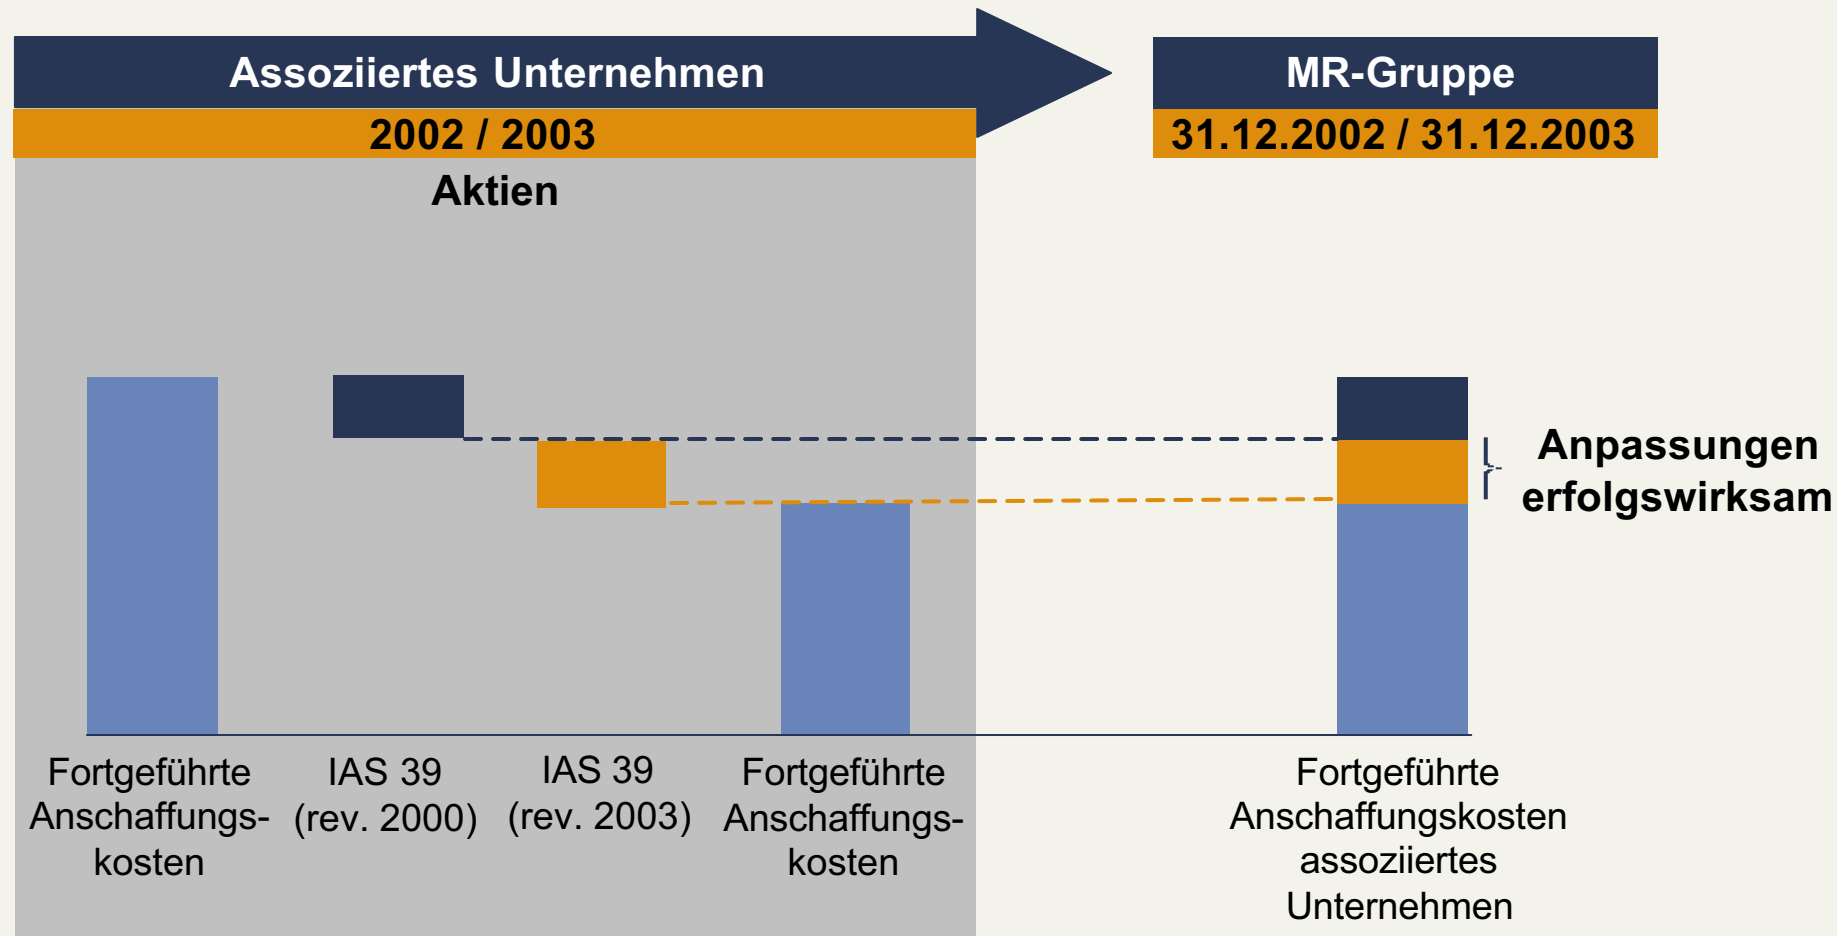 Assoziiertes Unternehmen
2002 / 2003
Aktien
MR-Gruppe
31.12.2002 / 31.12.2003
Anpassungen
erfolgswirksam
Fortgeführte
Anschaffungs-
kosten
IAS 39
(rev. 2000)
IAS 39
(rev. 2003)
Fortgeführte
Anschaffungs-
kosten
Fortgeführte
Anschaffungskosten
assoziiertes
Unternehmen